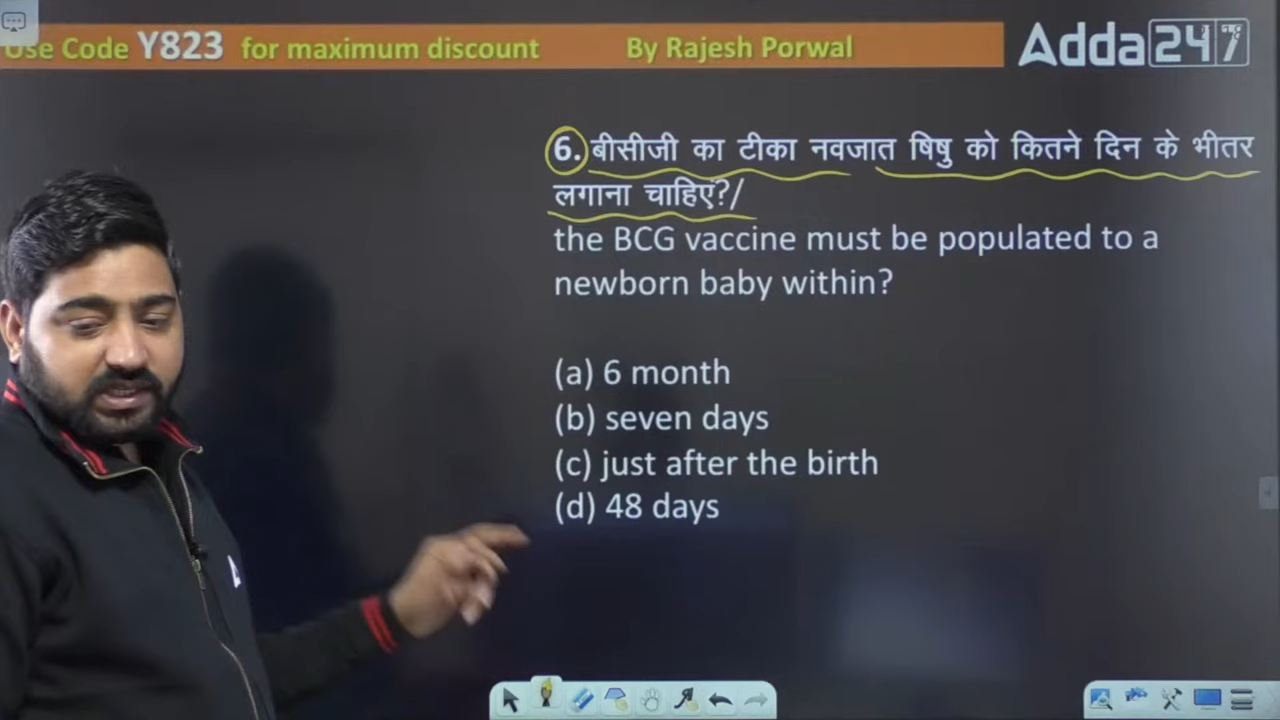 Use Code Y823 for maximum discount By Rajesh Porwal
Adda247
6. बीसीजी का टीका नवजात षिषु को कितने दिन के भीतर
लगाना चाहिएं?/
the BCG vaccine must be populated to a
newborn baby within?
(a) 6 month
(b) seven days
(c) just after the birth
(d) 48 days